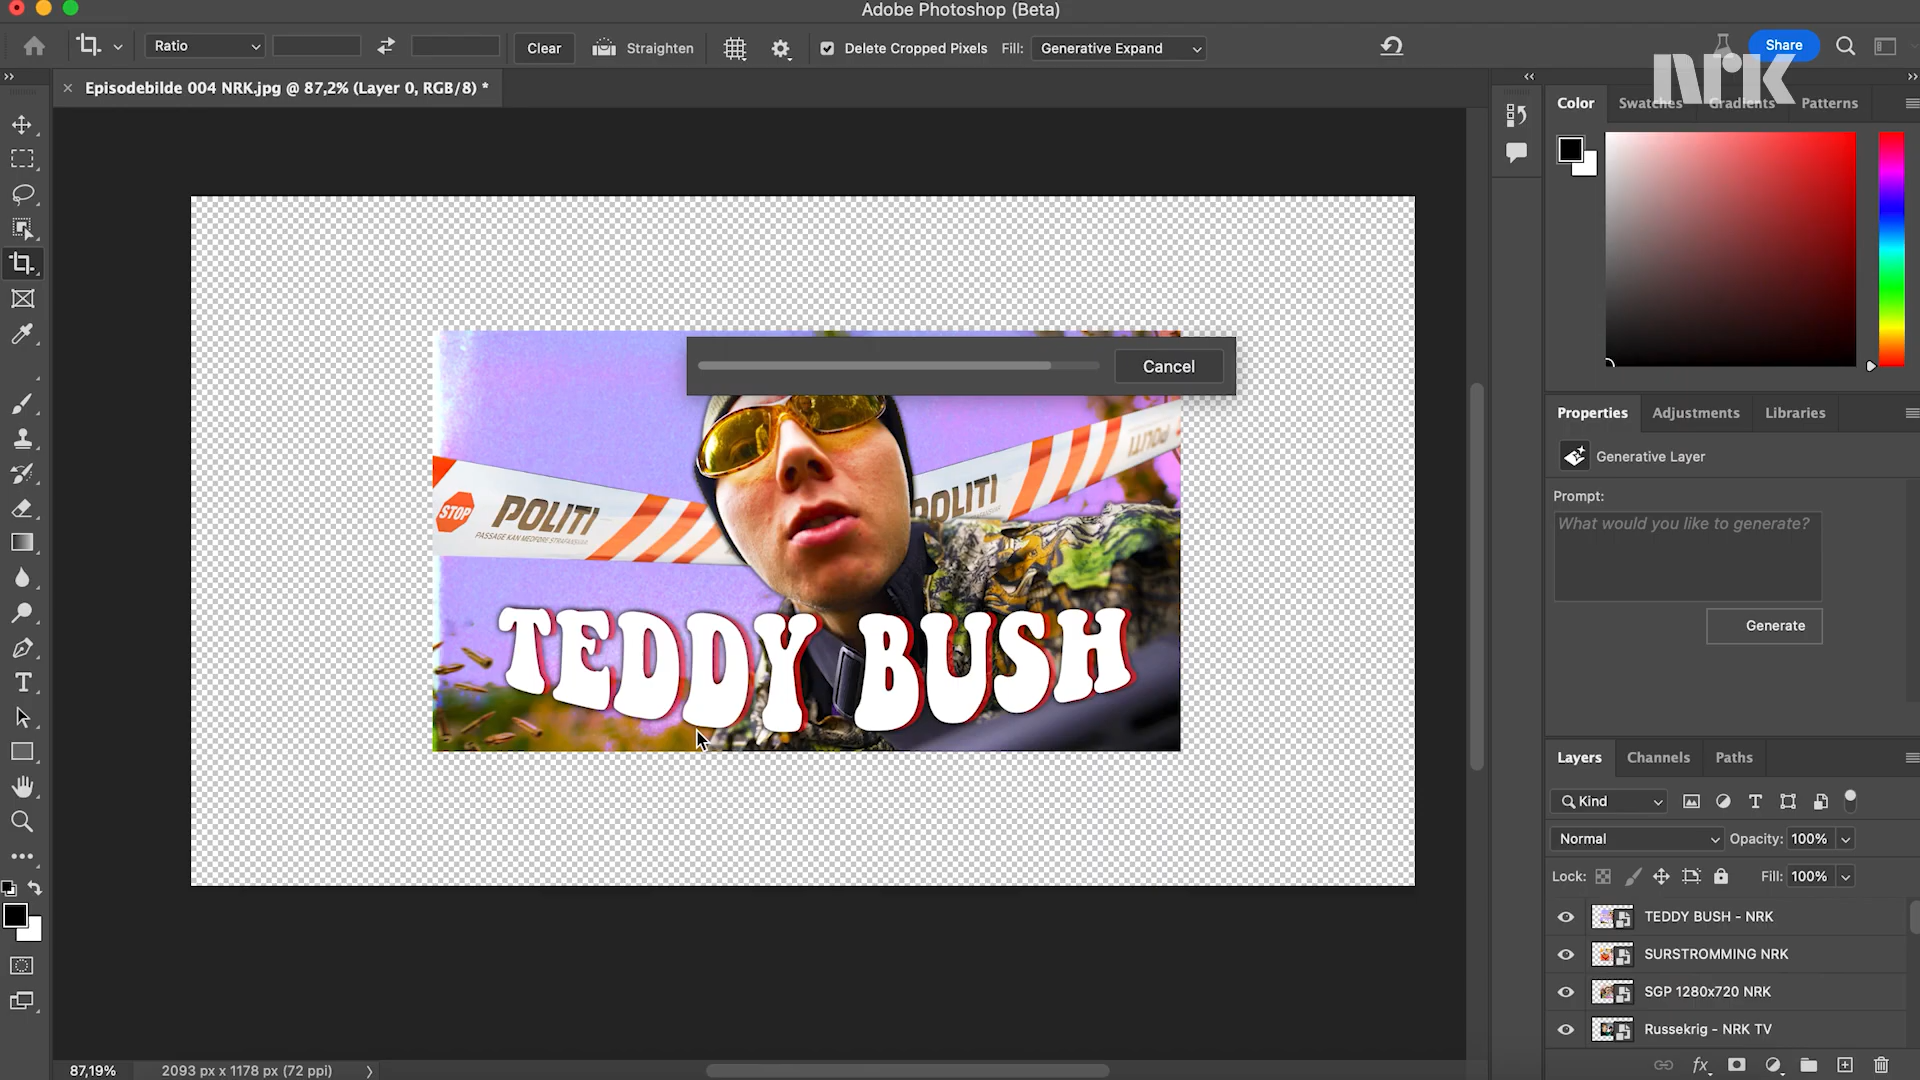 Adobe Photoshop (Beta)
Ratio
Clear
Straighten
Delete Cropped Pixels
Fill:
Generative Expand
Share
nrk
Episodebilde 004 NRK.jpg @ 87,2% (Layer 0, RGB/8) *
Color
Swatches
Gradients
Patterns
Cancel
STOP
POLITI
PASSAGE KAN MEDFØRE STRAFANSVAR
POLITI
POLITI
TEDDY BUSH
Properties
Adjustments
Libraries
Generative Layer
Prompt:
What would you like to generate?
Generate
Layers
Channels
Paths
Kind
Normal
Opacity: 100%
Lock:
Fill: 100%
TEDDY BUSH - NRK
SURSTROMMING NRK
SGP 1280x720 NRK
Russekrig - NRK TV
87,19%
2093 px x 1178 px (72 ppi)